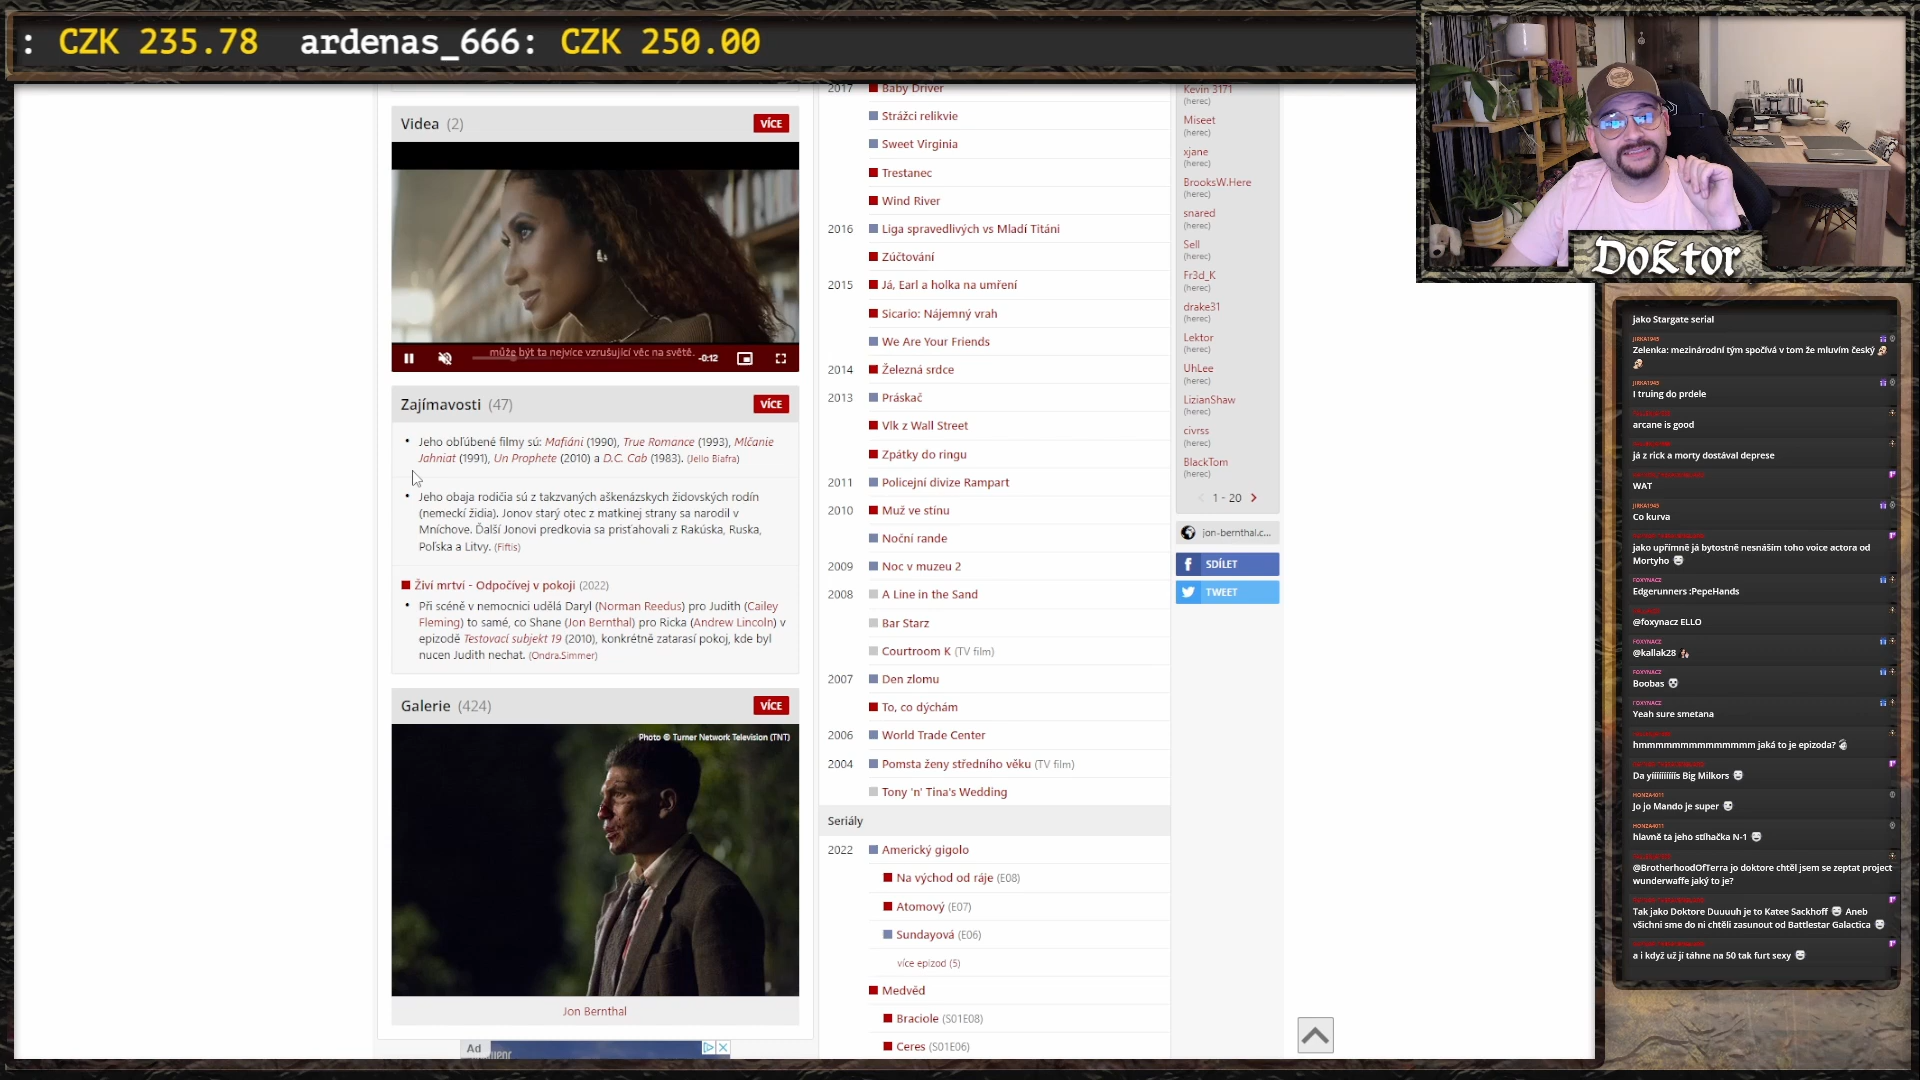 : CZK 235.78 ardenas_666: CZK 250.00
Videa (2)
VÍCE
může být ta nejvíce vzrušující věc na světě.
-0:12
Zajímavosti (47)
VÍCE
Jeho obľúbené filmy sú: Mafiáni (1990), True Romance (1993), Mlčanie
Jahniat (1991), Un Prophete (2010) a D.C. Cab (1983). (Jello Biafra)
Jeho obaja rodičia sú z takzvaných aškenázskych židovských rodín
(nemeckí židia). Jonov starý otec z matkinej strany sa narodil v
Mníchove. Ďalší Jonovi predkovia sa prisťahovali z Rakúska, Ruska,
Poľska a Litvy. (Fiftis)
Živí mrtví - Odpočívej v pokoji (2022)
Při scéně v nemocnici udělá Daryl (Norman Reedus) pro Judith (Cailey
Fleming) to samé, co Shane (Jon Bernthal) pro Ricka (Andrew Lincoln) v
epizodě Testovací subjekt 19 (2010), konkrétně zatarasí pokoj, kde byl
nucen Judith nechat. (Ondra.Simmer)
Galerie (424)
VÍCE
Photo © Turner Network Television (TNT)
Jon Bernthal
Ad
2017 Baby Driver
Strážci relikvie
Sweet Virginia
Trestanec
Wind River
2016 Liga spravedlivých vs Mladí Titáni
Zúčtování
2015 Já, Earl a holka na umření
Sicario: Nájemný vrah
We Are Your Friends
2014 Železná srdce
2013 Práskač
Vlk z Wall Street
Zpátky do ringu
2011 Policejní divize Rampart
2010 Muž ve stínu
Noční rande
2009 Noc v muzeu 2
2008 A Line in the Sand
Bar Starz
Courtroom K (TV film)
2007 Den zlomu
To, co dýchám
2006 World Trade Center
2004 Pomsta ženy středního věku (TV film)
Tony 'n' Tina's Wedding
Seriály
2022 Americký gigolo
Na východ od ráje (E08)
Atomový (E07)
Sundayová (E06)
více epizod (5)
Medvěd
Braciole (S01E08)
Ceres (S01E06)
Kevin 3171
(herec)
Miseet
(herec)
xjane
(herec)
BrooksW.Here
(herec)
snared
(herec)
Sell
(herec)
Fr3d_K
(herec)
drake31
(herec)
Lektor
(herec)
UhLee
(herec)
LizianShaw
(herec)
civrss
(herec)
BlackTom
(herec)
1 - 20
jon-bernthal.c...
SDÍLET
TWEET
Doktor
jako Stargate serial
JIRKA1945
Zelenka: mezinárodní tým spočívá v tom že mluvím český
JIRKA1945
I truing do prdele
arcane is good
já z rick a morty dostával deprese
WAT
JIRKA1945
Co kurva
jako upřimně já bytostně nesnáším toho voice actora od
Mortyho
FOXYNACZ
Edgerunners :PepeHands
@foxynacz ELLO
FOXYNACZ
@kallak28
FOXYNACZ
Boobas
FOXYNACZ
Yeah sure smetana
hmmmmmmmmmmmmm jaká to je epizoda?
Da yíííííííííís Big Milkors
HONZA4011
Jo jo Mando je super
HONZA4011
hlavně ta jeho stíhačka N-1
@BrotherhoodOfTerra jo doktore chtěl jsem se zeptat project
wunderwaffe jaký to je?
Tak jako Doktore Duuuuh je to Katee Sackhoff Aneb
všichni sme do ni chtěli zasunout od Battlestar Galactica
a i když už jí táhne na 50 tak furt sexy